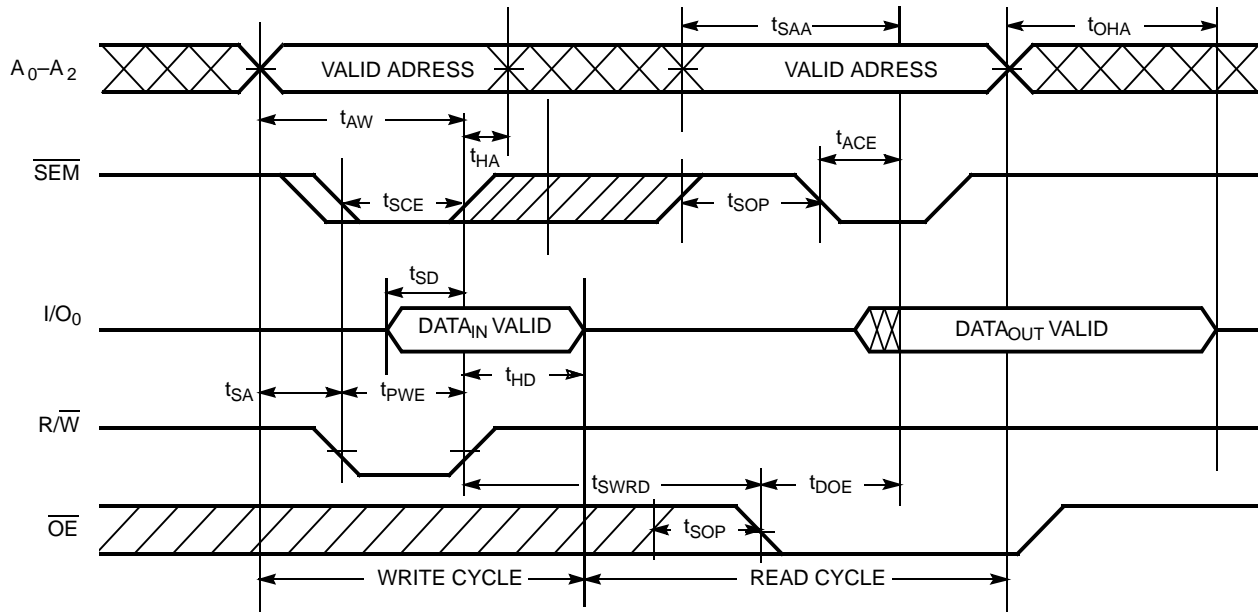 tSAA
tOHA
A0–A2
VALID ADRESS
VALID ADRESS
tAW
tHA
tACE
SEM
tSCE
tSOP
tSD
I/O0
DATAIN VALID
DATAOUT VALID
tSA
tPWE
tHD
R/W
tSWRD
tDOE
OE
tSOP
WRITE CYCLE
READ CYCLE